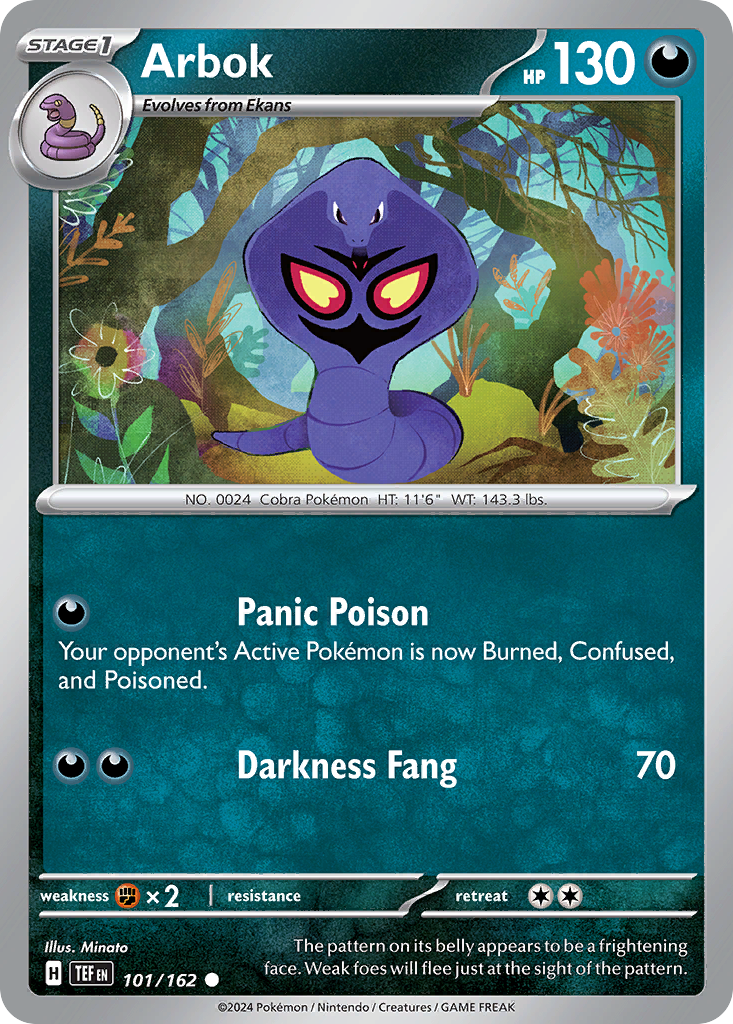 STAGE1
Arbok
HP 130
Evolves from Ekans
NO. 0024 Cobra Pokémon HT: 11'6" WT: 143.3 lbs.
Panic Poison
Your opponent's Active Pokémon is now Burned, Confused,
and Poisoned.
Darkness Fang 70
weakness ×2 resistance retreat
Illus. Minato
The pattern on its belly appears to be a frightening
face. Weak foes will flee just at the sight of the pattern.
H TEF EN 101/162
©2024 Pokémon / Nintendo / Creatures / GAME FREAK